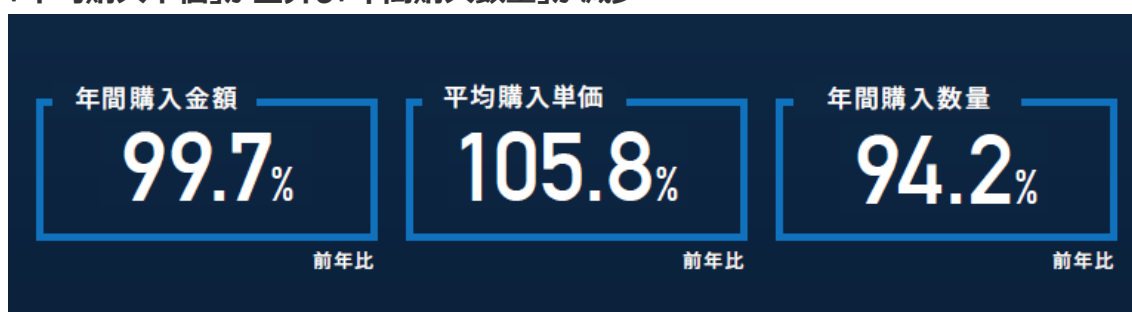 年間購入金額
99.7%
前年比
平均購入単価
105.8%
前年比
年間購入数量
94.2%
前年比